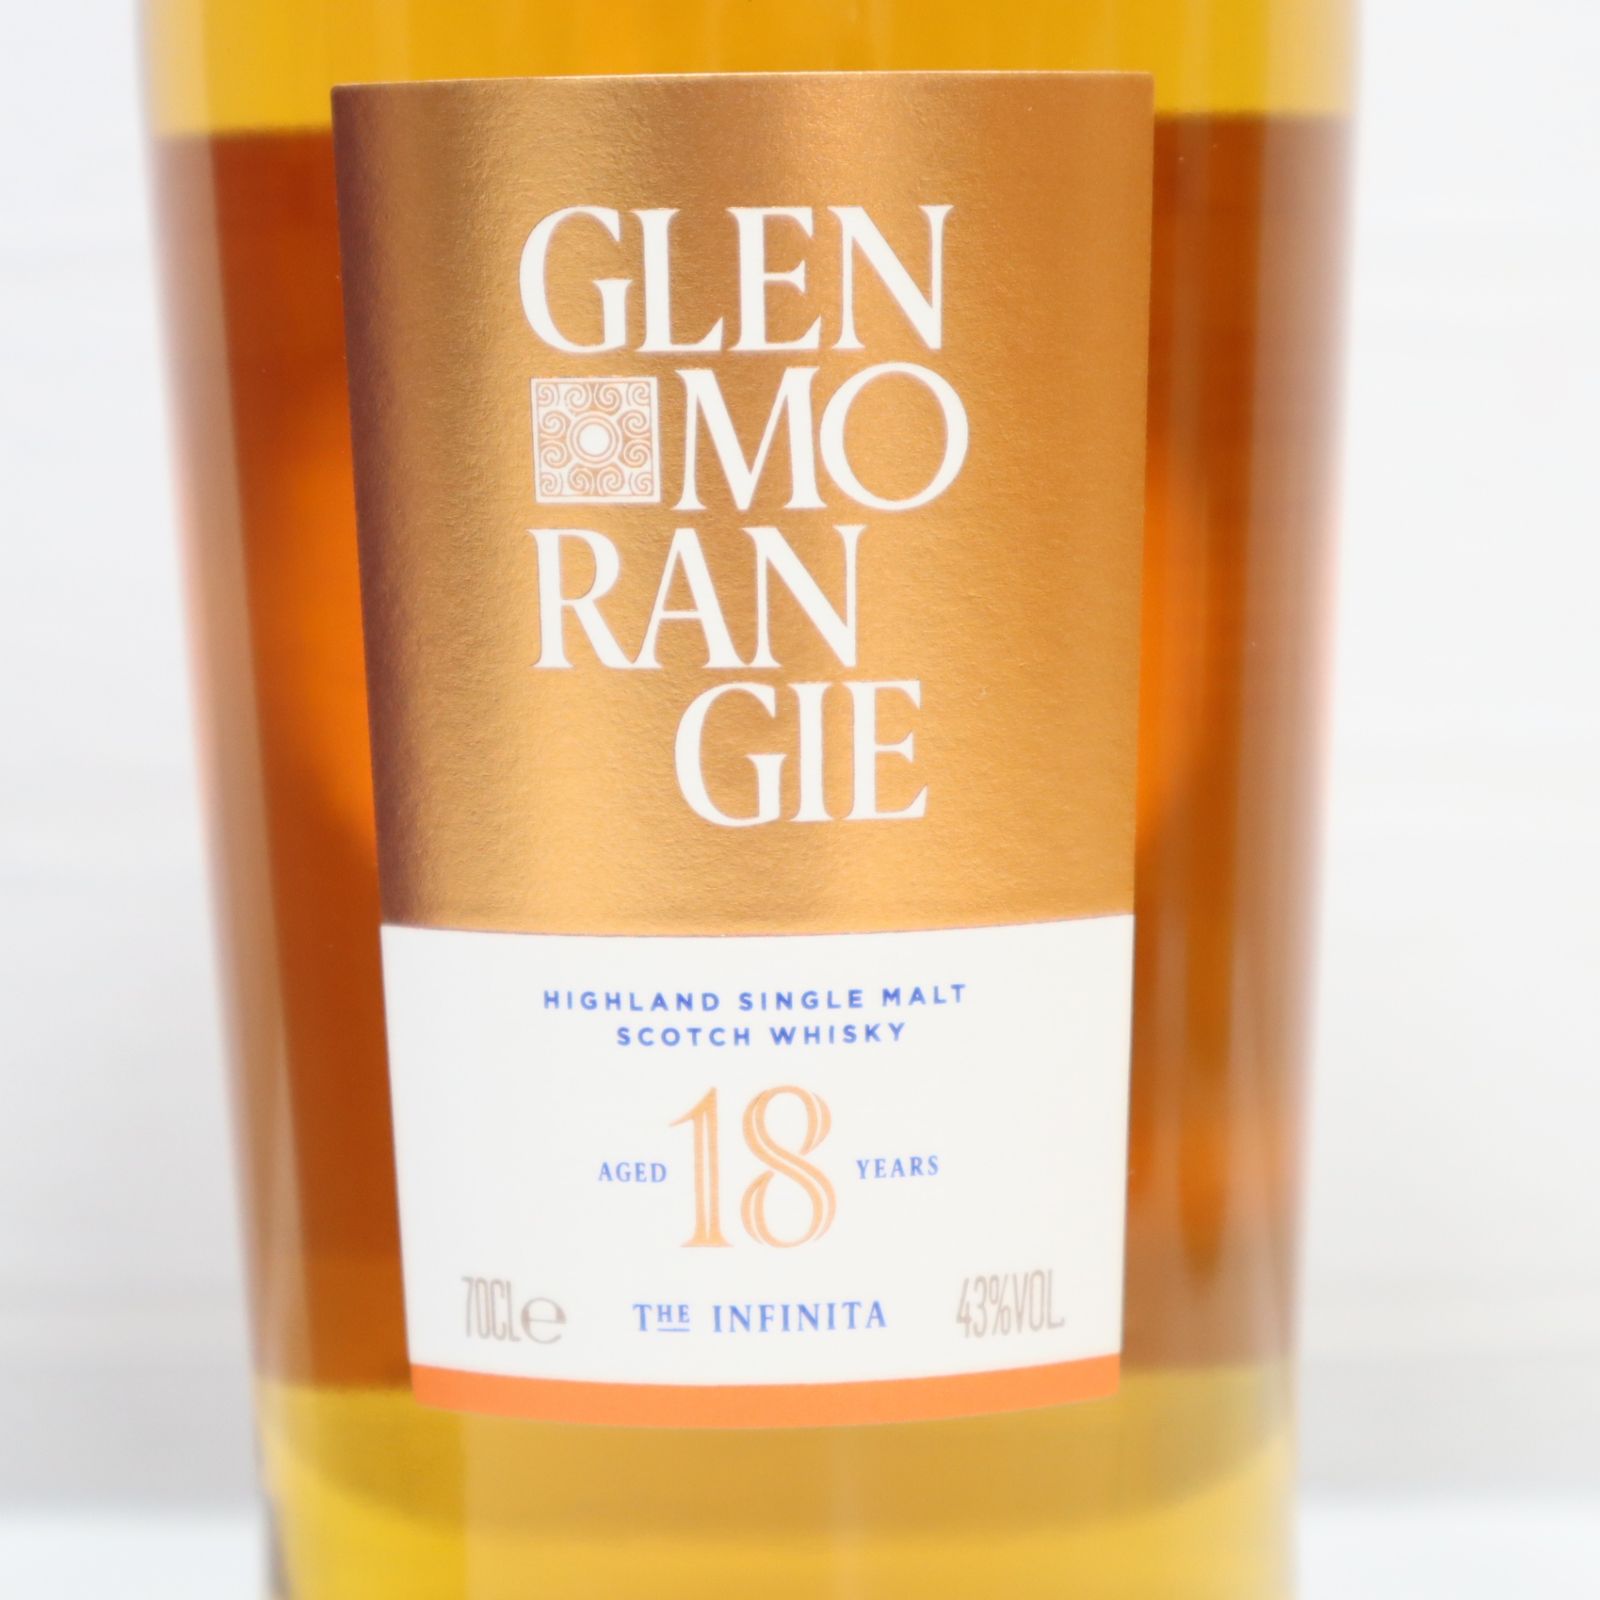 GLEN
MO
RAN
GIE
HIGHLAND SINGLE MALT
SCOTCH WHISKY
AGED 18 YEARS
70CLe THE INFINITA 43%VOL